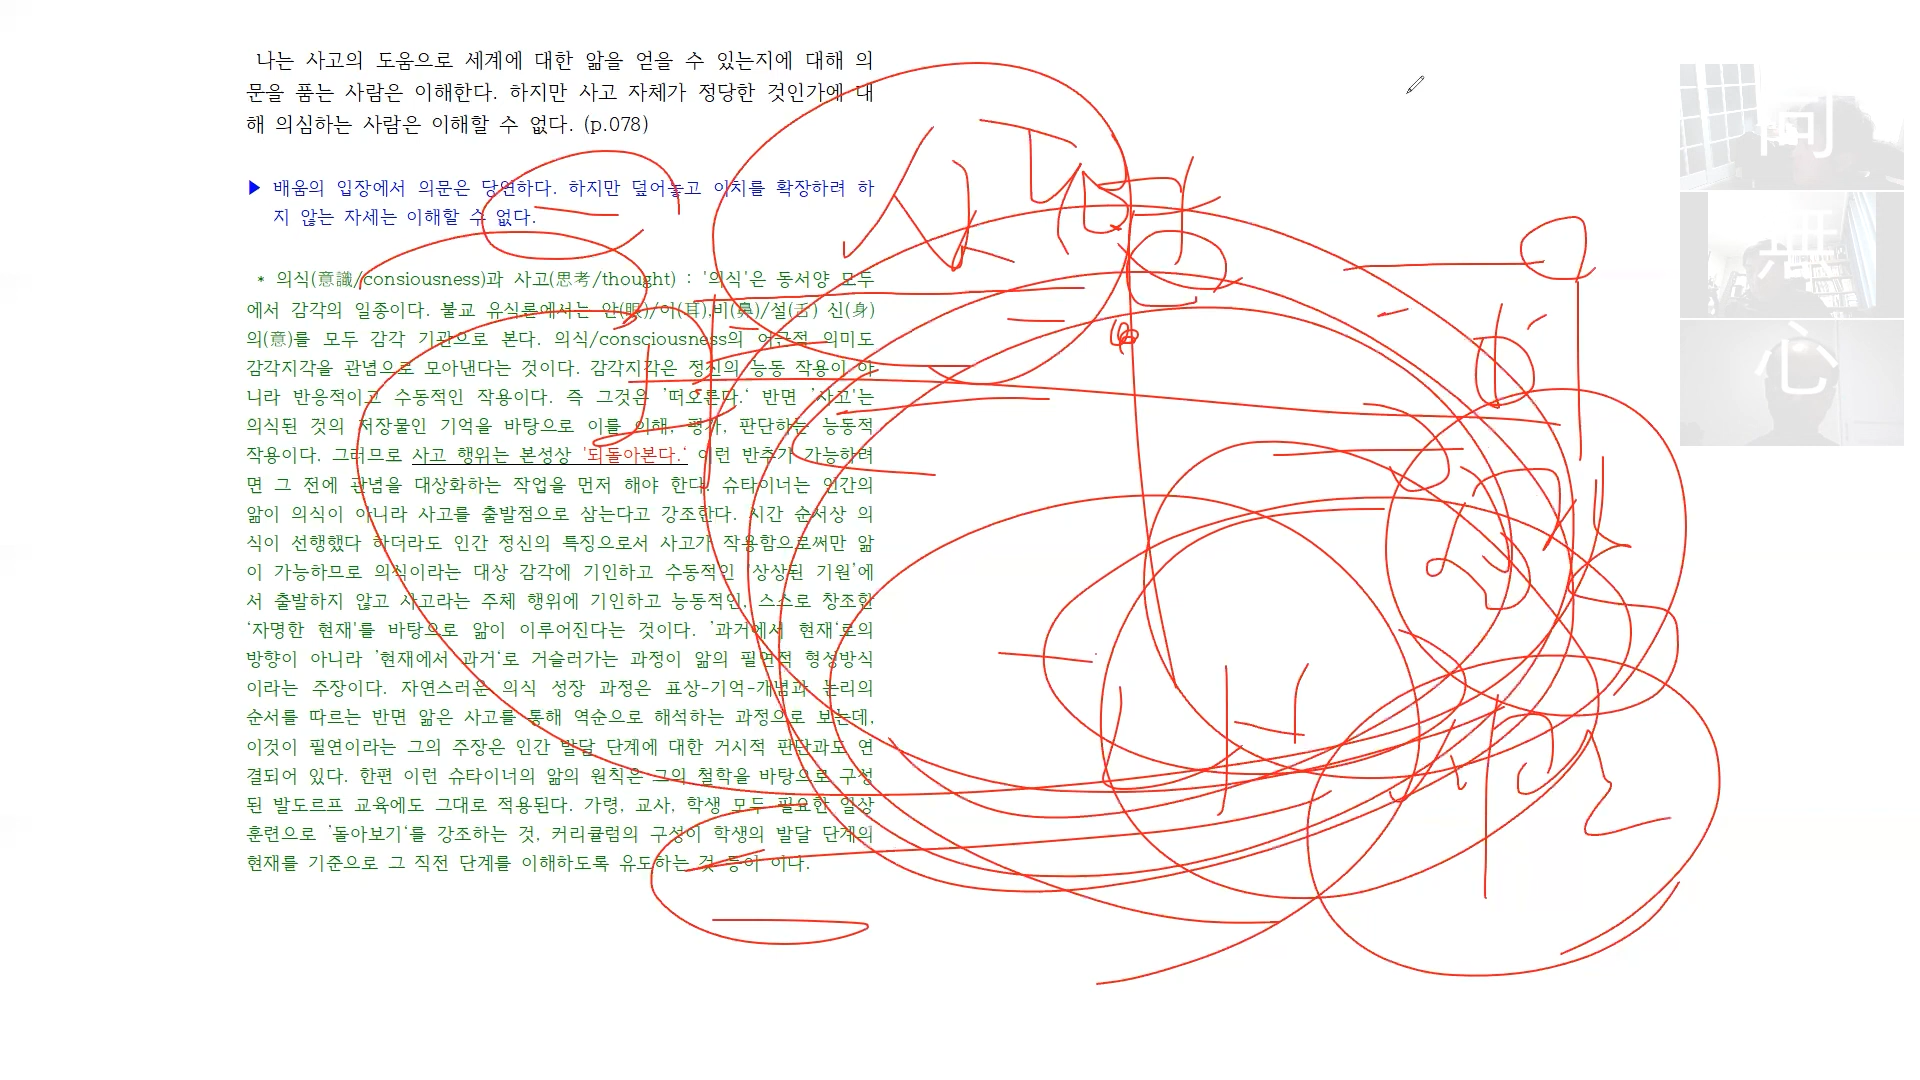 나는 사고의 도움으로 세계에 대한 앎을 얻을 수 있는지에 대해 의
문을 품는 사람은 이해한다. 하지만 사고 자체가 정당한 것인가에 대
해 의심하는 사람은 이해할 수 없다. (p.078)
▶ 배움의 입장에서 의문은 당연하다. 하지만 덮어놓고 이치를 확장하려 하
지 않는 자세는 이해할 수 없다.
* 의식(意識/consiousness)과 사고(思考/thought) : '의식'은 동서양 모두
에서 감각의 일종이다. 불교 유식론에서는 안(眼)/이(耳),비(鼻)/설(舌) 신(身)
의(意)를 모두 감각 기관으로 본다. 의식/consciousness의 어근적 의미도
감각지각을 관념으로 모아낸다는 것이다. 감각지각은 정신의 능동 작용이 아
니라 반응적이고 수동적인 작용이다. 즉 그것은 '떠오른다.' 반면 '사고'는
의식된 것의 저장물인 기억을 바탕으로 이를 이해, 평가, 판단하는 능동적
작용이다. 그러므로 사고 행위는 본성상 '되돌아본다.' 이런 반추가 가능하려
면 그 전에 관념을 대상화하는 작업을 먼저 해야 한다. 슈타이너는 인간의
앎이 의식이 아니라 사고를 출발점으로 삼는다고 강조한다. 시간 순서상 의
식이 선행했다 하더라도 인간 정신의 특징으로서 사고가 작용함으로써만 앎
이 가능하므로 의식이라는 대상 감각에 기인하고 수동적인 '상상된 기원'에
서 출발하지 않고 사고라는 주체 행위에 기인하고 능동적인, 스스로 창조한
'자명한 현재'를 바탕으로 앎이 이루어진다는 것이다. '과거에서 현재'로의
방향이 아니라 '현재에서 과거'로 거슬러가는 과정이 앎의 필연적 형성방식
이라는 주장이다. 자연스러운 의식 성장 과정은 표상-기억-개념과 논리의
순서를 따르는 반면 앎은 사고를 통해 역순으로 해석하는 과정으로 보는데,
이것이 필연이라는 그의 주장은 인간 발달 단계에 대한 거시적 판단과도 연
결되어 있다. 한편 이런 슈타이너의 앎의 원칙은 그의 철학을 바탕으로 구성
된 발도르프 교육에도 그대로 적용된다. 가령, 교사, 학생 모두 필요한 일상
훈련으로 '돌아보기'를 강조하는 것, 커리큘럼의 구성이 학생의 발달 단계의
현재를 기준으로 그 직전 단계를 이해하도록 유도하는 것 등이 이다.
問
無
心